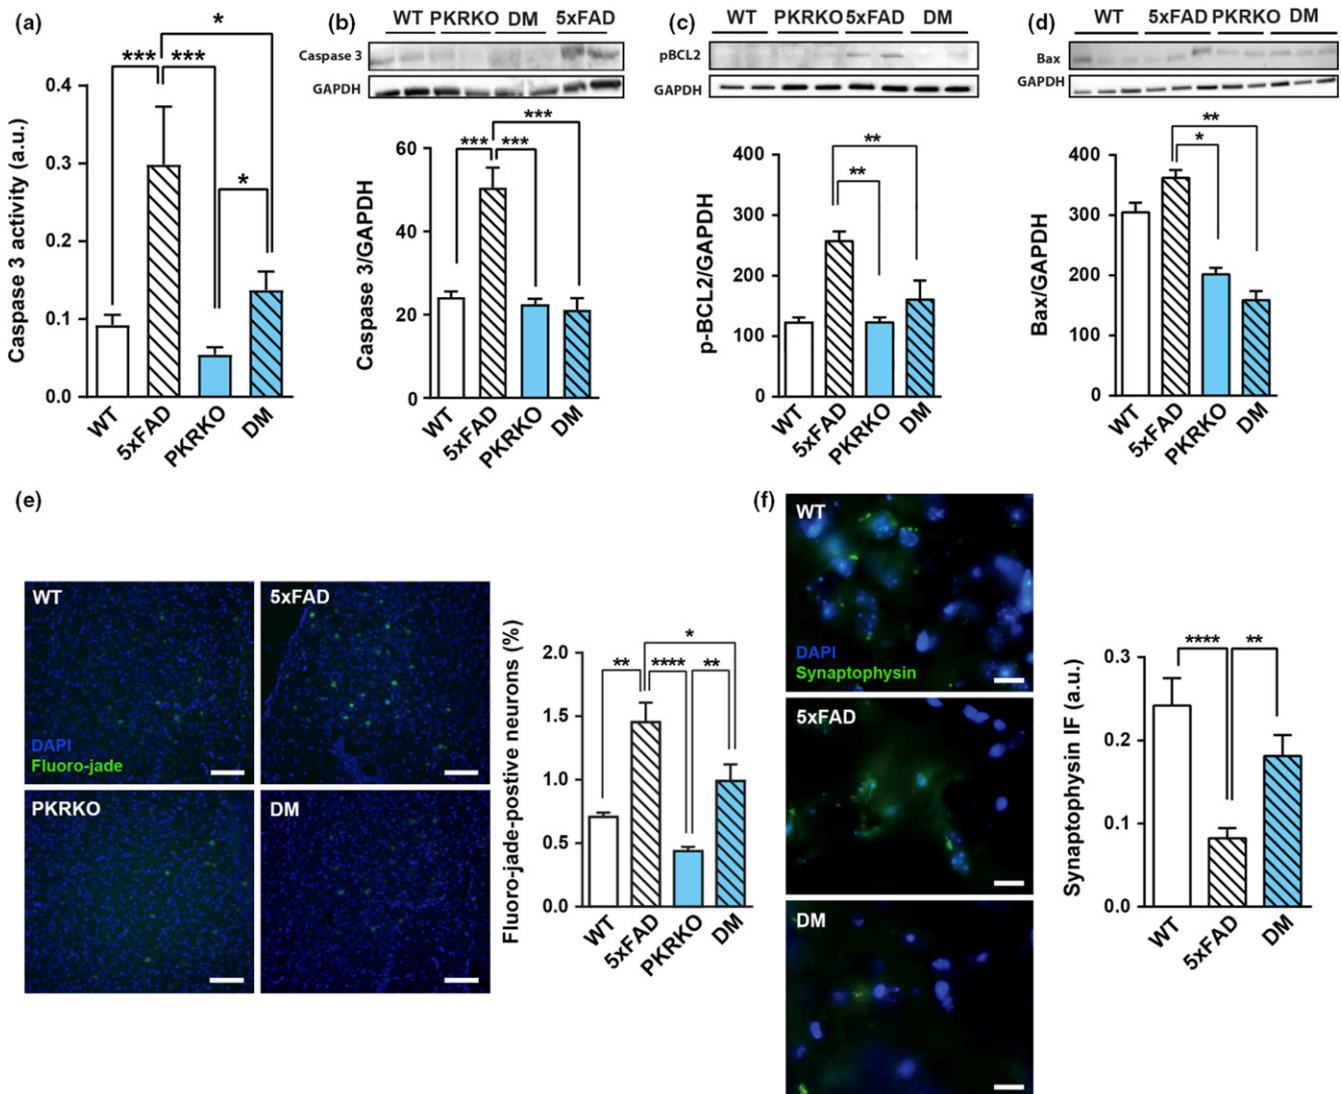 (a)
*
***
***
*
0.4
0.3
0.2
0.1
0.0
Caspase 3 activity (a.u.)
WT
5xFAD
PKRKO
DM
(b)
WT PKRKO DM 5xFAD
Caspase 3
GAPDH
***
***
***
60
40
20
0
Caspase 3/GAPDH
WT
5xFAD
PKRKO
DM
(c)
WT PKRKO 5xFAD DM
pBCL2
GAPDH
**
**
400
300
200
100
0
p-BCL2/GAPDH
WT
5xFAD
PKRKO
DM
(d)
WT 5xFAD PKRKO DM
Bax
GAPDH
**
*
400
300
200
100
0
Bax/GAPDH
WT
5xFAD
PKRKO
DM
(e)
WT
DAPI
Fluoro-jade
5xFAD
PKRKO
DM
*
** **** **
2.0
1.5
1.0
0.5
0.0
Fluoro-jade-postive neurons (%)
WT
5xFAD
PKRKO
DM
(f)
WT
DAPI
Synaptophysin
5xFAD
DM
**** **
0.3
0.2
0.1
0.0
Synaptophysin IF (a.u.)
WT
5xFAD
DM